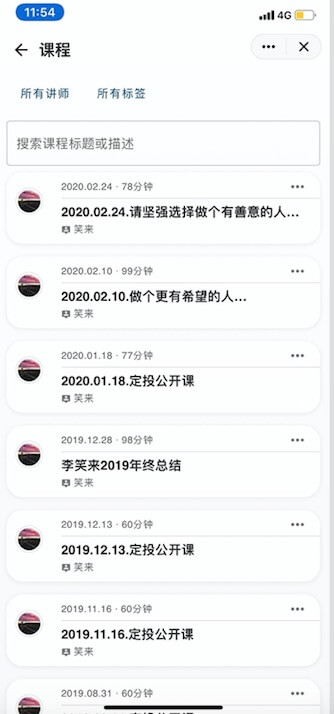 11:54
4G
课程
所有讲师 所有标签
搜索课程标题或描述
2020.02.24 · 78分钟
2020.02.24.请坚强选择做个有善意的人...
笑来
2020.02.10 · 99分钟
2020.02.10.做个更有希望的人...
笑来
2020.01.18 · 77分钟
2020.01.18.定投公开课
笑来
2019.12.28 · 98分钟
李笑来2019年终总结
笑来
2019.12.13 · 60分钟
2019.12.13.定投公开课
笑来
2019.11.16 · 60分钟
2019.11.16.定投公开课
笑来
2019.08.31 · 60分钟